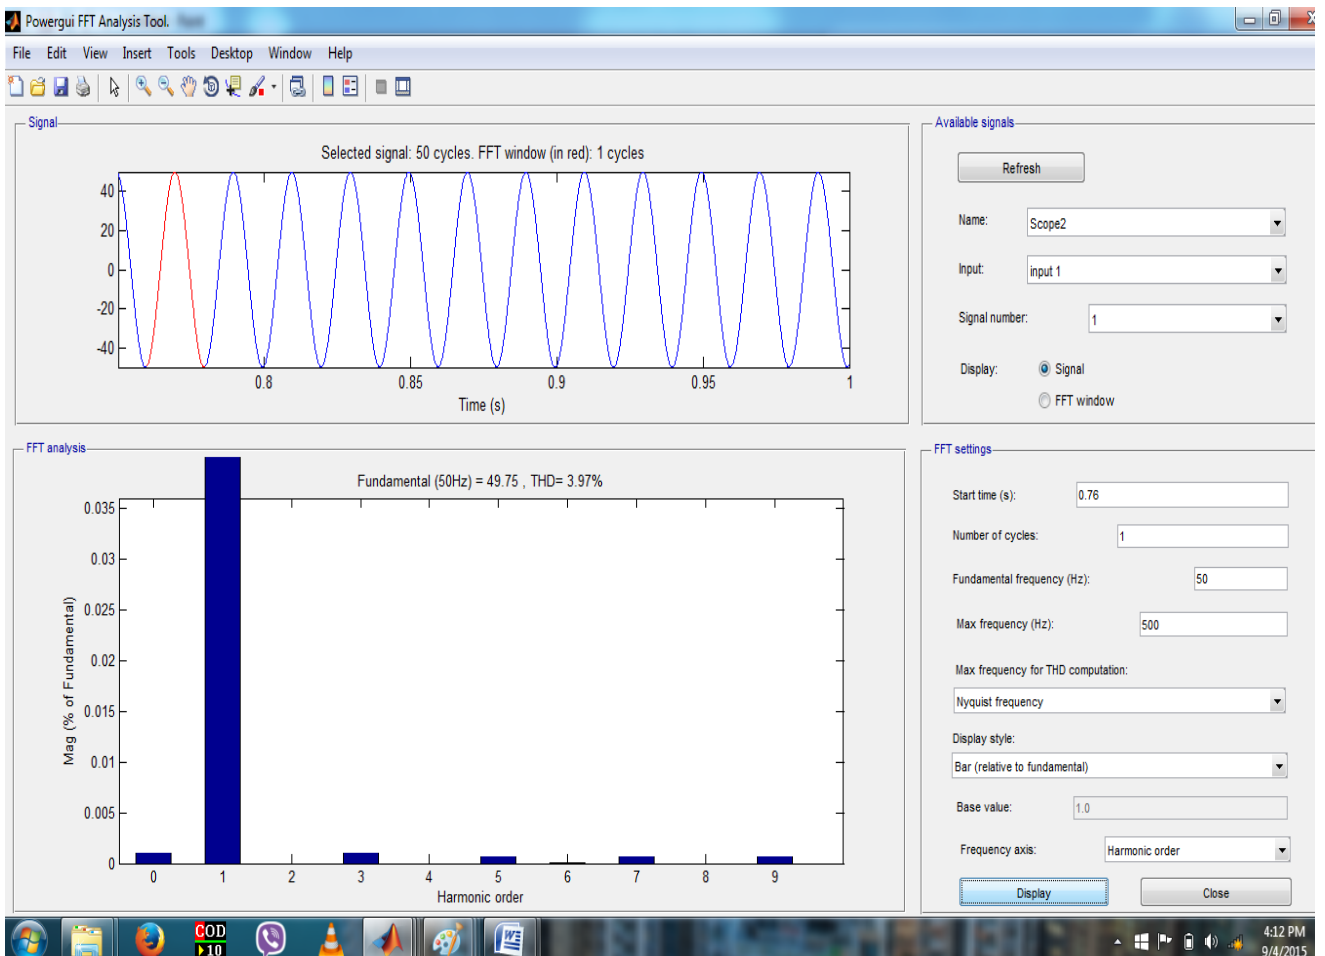 Powergui FFT Analysis Tool.
File Edit View Insert Tools Desktop Window Help
Signal
Selected signal: 50 cycles. FFT window (in red): 1 cycles
40
20
0
-20
-40
0.8 0.85 0.9 0.95 1
Time (s)
Available signals
Refresh
Name: Scope2
Input: input 1
Signal number: 1
Display: Signal
FFT window
FFT analysis
Fundamental (50Hz) = 49.75 , THD= 3.97%
Mag (% of Fundamental)
0.035
0.03
0.025
0.02
0.015
0.01
0.005
0
0 1 2 3 4 5 6 7 8 9
Harmonic order
FFT settings
Start time (s): 0.76
Number of cycles: 1
Fundamental frequency (Hz): 50
Max frequency (Hz): 500
Max frequency for THD computation:
Nyquist frequency
Display style:
Bar (relative to fundamental)
Base value: 1.0
Frequency axis: Harmonic order
Display Close
COD
10
W
4:12 PM
9/4/2015